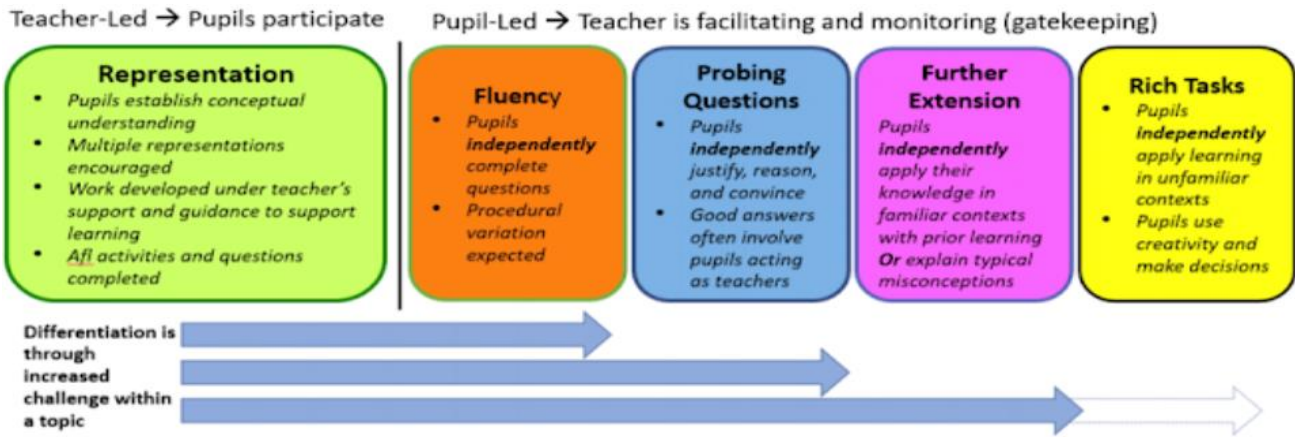 Teacher-Led → Pupils participate
Pupil-Led → Teacher is facilitating and monitoring (gatekeeping)
Representation
• Pupils establish conceptual
understanding
• Multiple representations
encouraged
• Work developed under teacher's
support and guidance to support
learning
• Afl activities and questions
completed
Fluency
• Pupils
independently
complete
questions
• Procedural
variation
expected
Probing
Questions
• Pupils
independently
justify, reason,
and convince
• Good answers
often involve
pupils acting
as teachers
Further
Extension
Pupils
independently
apply their
knowledge in
familiar contexts
with prior learning
Or explain typical
misconceptions
Rich Tasks
• Pupils
independently
apply learning
in unfamiliar
contexts
• Pupils use
creativity and
make decisions
Differentiation is
through
increased
challenge within
a topic